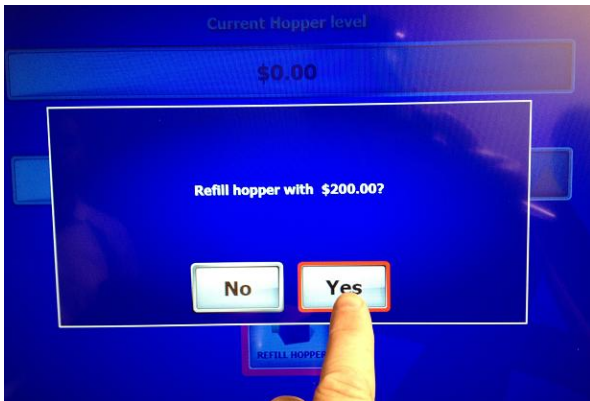 Current Hopper level
$0.00
Refill hopper with $200.00?
No
Yes
REFILL HOPPER